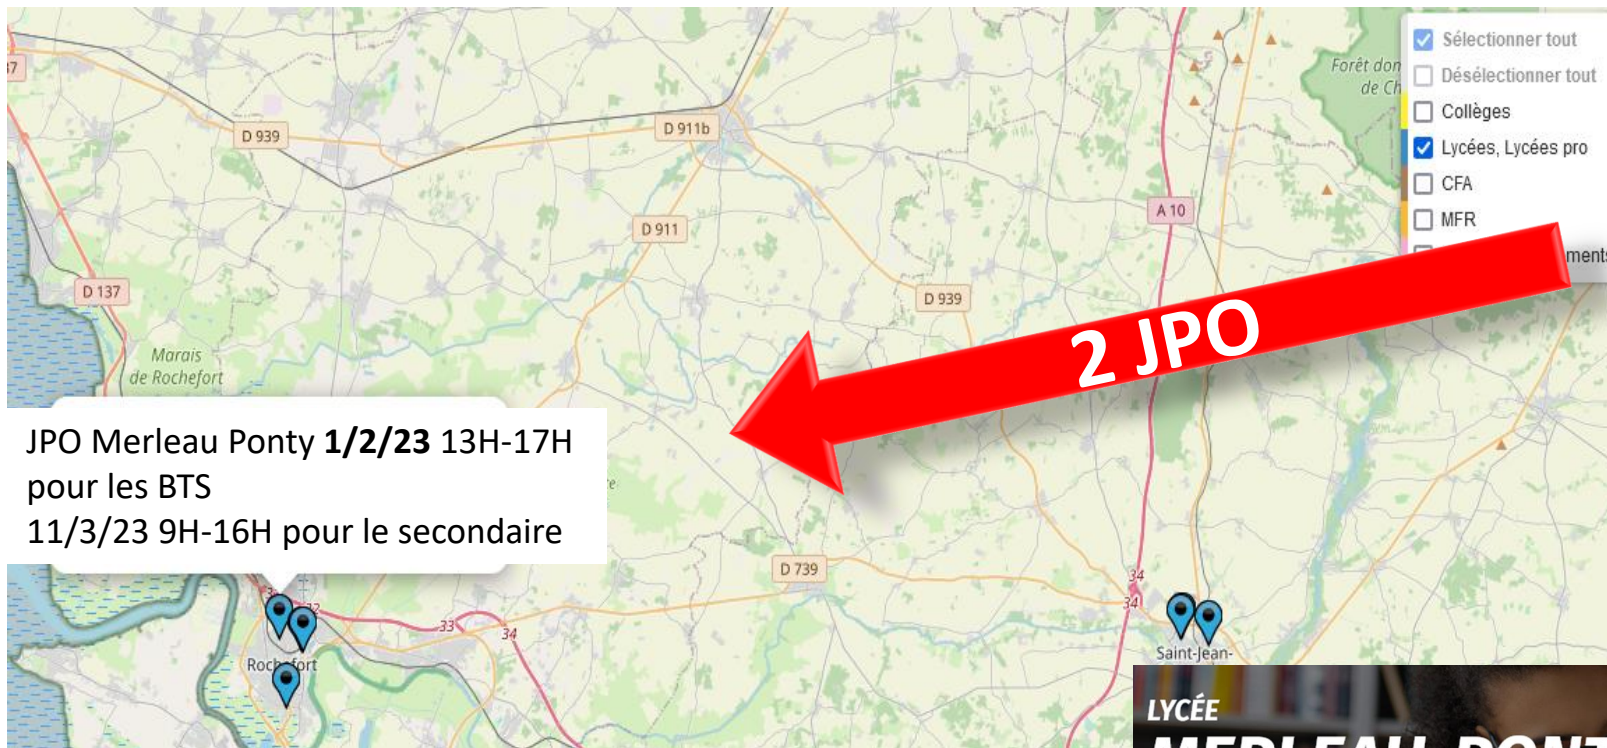 Sélectionner tout
Désélectionner tout
Collèges
Lycées, Lycées pro
CFA
MFR
D 939
D 911b
A 10
D 911
D 137
D 939
2 JPO
Marais
de Rochefort
JPO Merleau Ponty 1/2/23 13H-17H
pour les BTS
11/3/23 9H-16H pour le secondaire
D 739
34
34
33
34
Rochefort
Saint-Jean-
LYCÉE